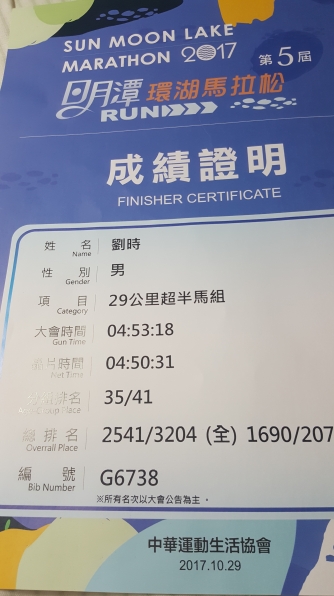 SUN MOON LAKE
MARATHON 2017 第5屆
日月潭 環湖馬拉松
RUN
成績證明
FINISHER CERTIFICATE
姓名 劉時
Name
性別 男
Gender
項目 29公里超半馬組
Category
大會時間 04:53:18
Gun Time
晶片時間 04:50:31
Net Time
排名 35/41
Group Place
總排名 2541/3204 (全) 1690/207
Overrall Place
編號 G6738
Bib Number
※所有名次以大會公告為主。
中華運動生活協會
2017.10.29